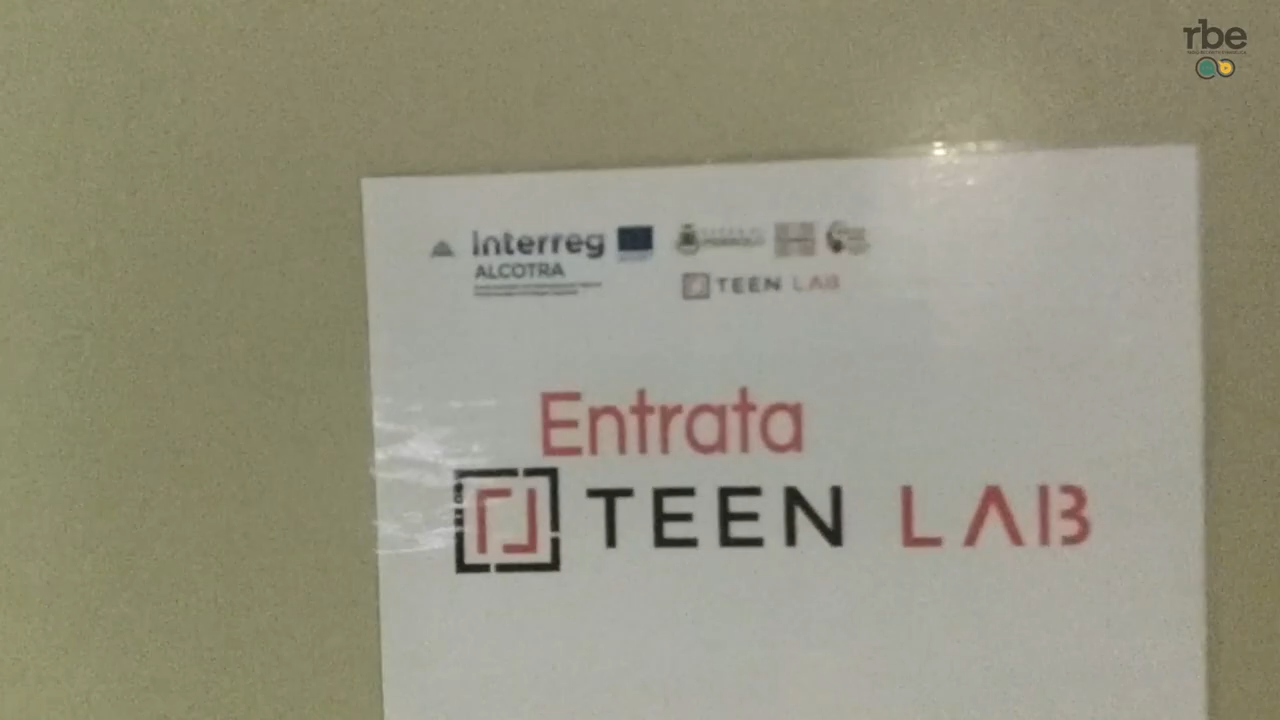 rbe
Interreg
ALCOTRA
TEEN LAB
Entrata
TEEN LAB